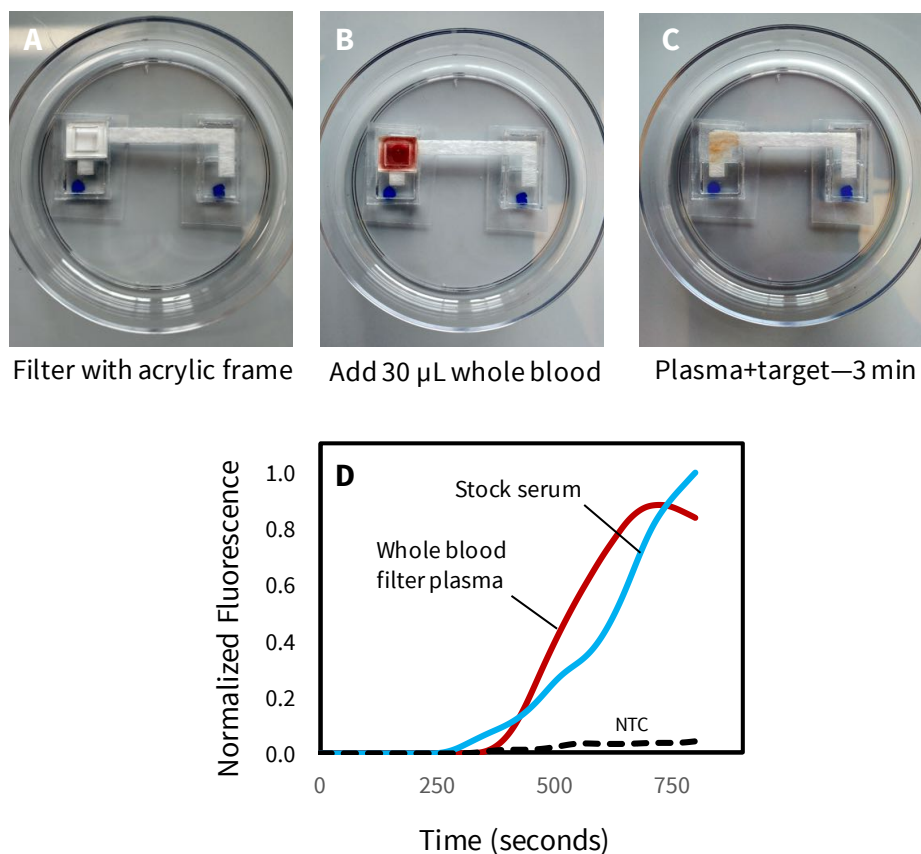 A
B
C
Filter with acrylic frame
Add 30 µL whole blood
Plasma+target—3 min
D
Normalized Fluorescence
1.0
0.8
0.6
0.4
0.2
0.0
Stock serum
Whole blood
filter plasma
NTC
0
250
500
750
Time (seconds)